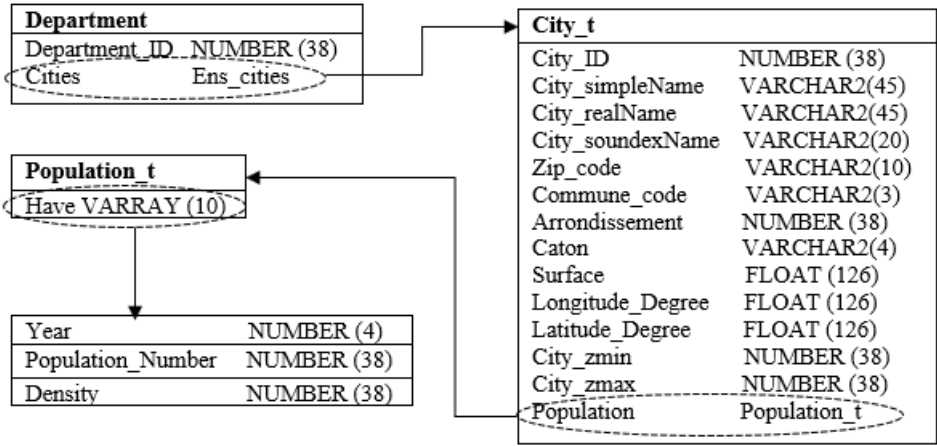 Department
Department_ID NUMBER (38)
Cities Ens_cities
City_t
City_ID NUMBER (38)
City_simpleName VARCHAR2(45)
City_realName VARCHAR2(45)
City_soundexName VARCHAR2(20)
Zip_code VARCHAR2(10)
Commune_code VARCHAR2(3)
Arrondissement NUMBER (38)
Caton VARCHAR2(4)
Surface FLOAT (126)
Longitude_Degree FLOAT (126)
Latitude_Degree FLOAT (126)
City_zmin NUMBER (38)
City_zmax NUMBER (38)
Population Population_t
Population_t
Have VARRAY (10)
Year NUMBER (4)
Population_Number NUMBER (38)
Density NUMBER (38)